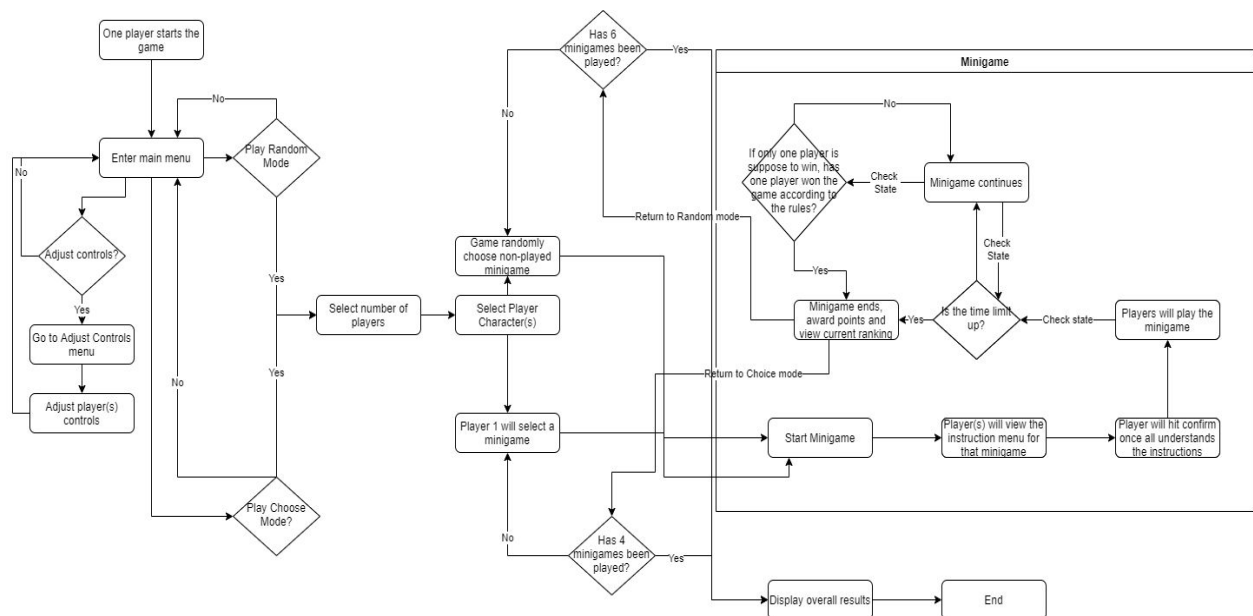 One player starts the
game
No
Enter main menu
Play Random
Mode
No
Adjust controls?
Yes
Go to Adjust Controls
menu
Adjust player(s)
controls
No
Yes
Yes
Play Choose
Mode?
Select number of
players
Has 6
minigames been
played?
Yes
No
Game randomly
choose non-played
minigame
Select Player
Character(s)
Player 1 will select a
minigame
No
Has 4
minigames been
played?
Yes
Return to Random mode
Return to Choice mode
Minigame
No
If only one player is
suppose to win, has
one player won the
game according to
the rules?
Check
State
Minigame continues
Check
State
Yes
Minigame ends,
award points and
view current ranking
Yes
Is the time limit
up?
Check state
Players will play the
minigame
Start Minigame
Player(s) will view the
instruction menu for
that minigame
Player will hit confirm
once all understands
the instructions
Display overall results
End